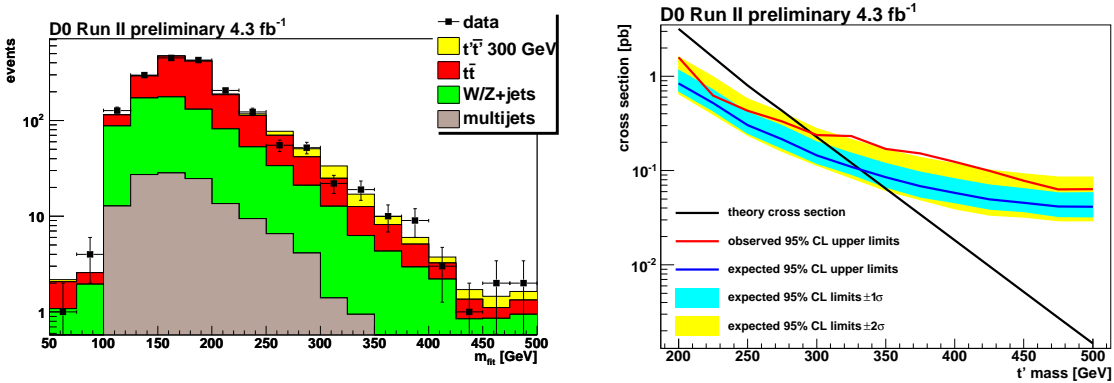 D0 Run II preliminary 4.3 fb⁻¹
events
10²
10
1
data
t't̄' 300 GeV
tt̄
W/Z+jets
multijets
50 100 150 200 250 300 350 400 450 500
m_fit [GeV]
D0 Run II preliminary 4.3 fb⁻¹
cross section [pb]
1
10⁻¹
10⁻²
theory cross section
observed 95% CL upper limits
expected 95% CL upper limits
expected 95% CL limits ±1σ
expected 95% CL limits ±2σ
200 250 300 350 400 450 500
t' mass [GeV]